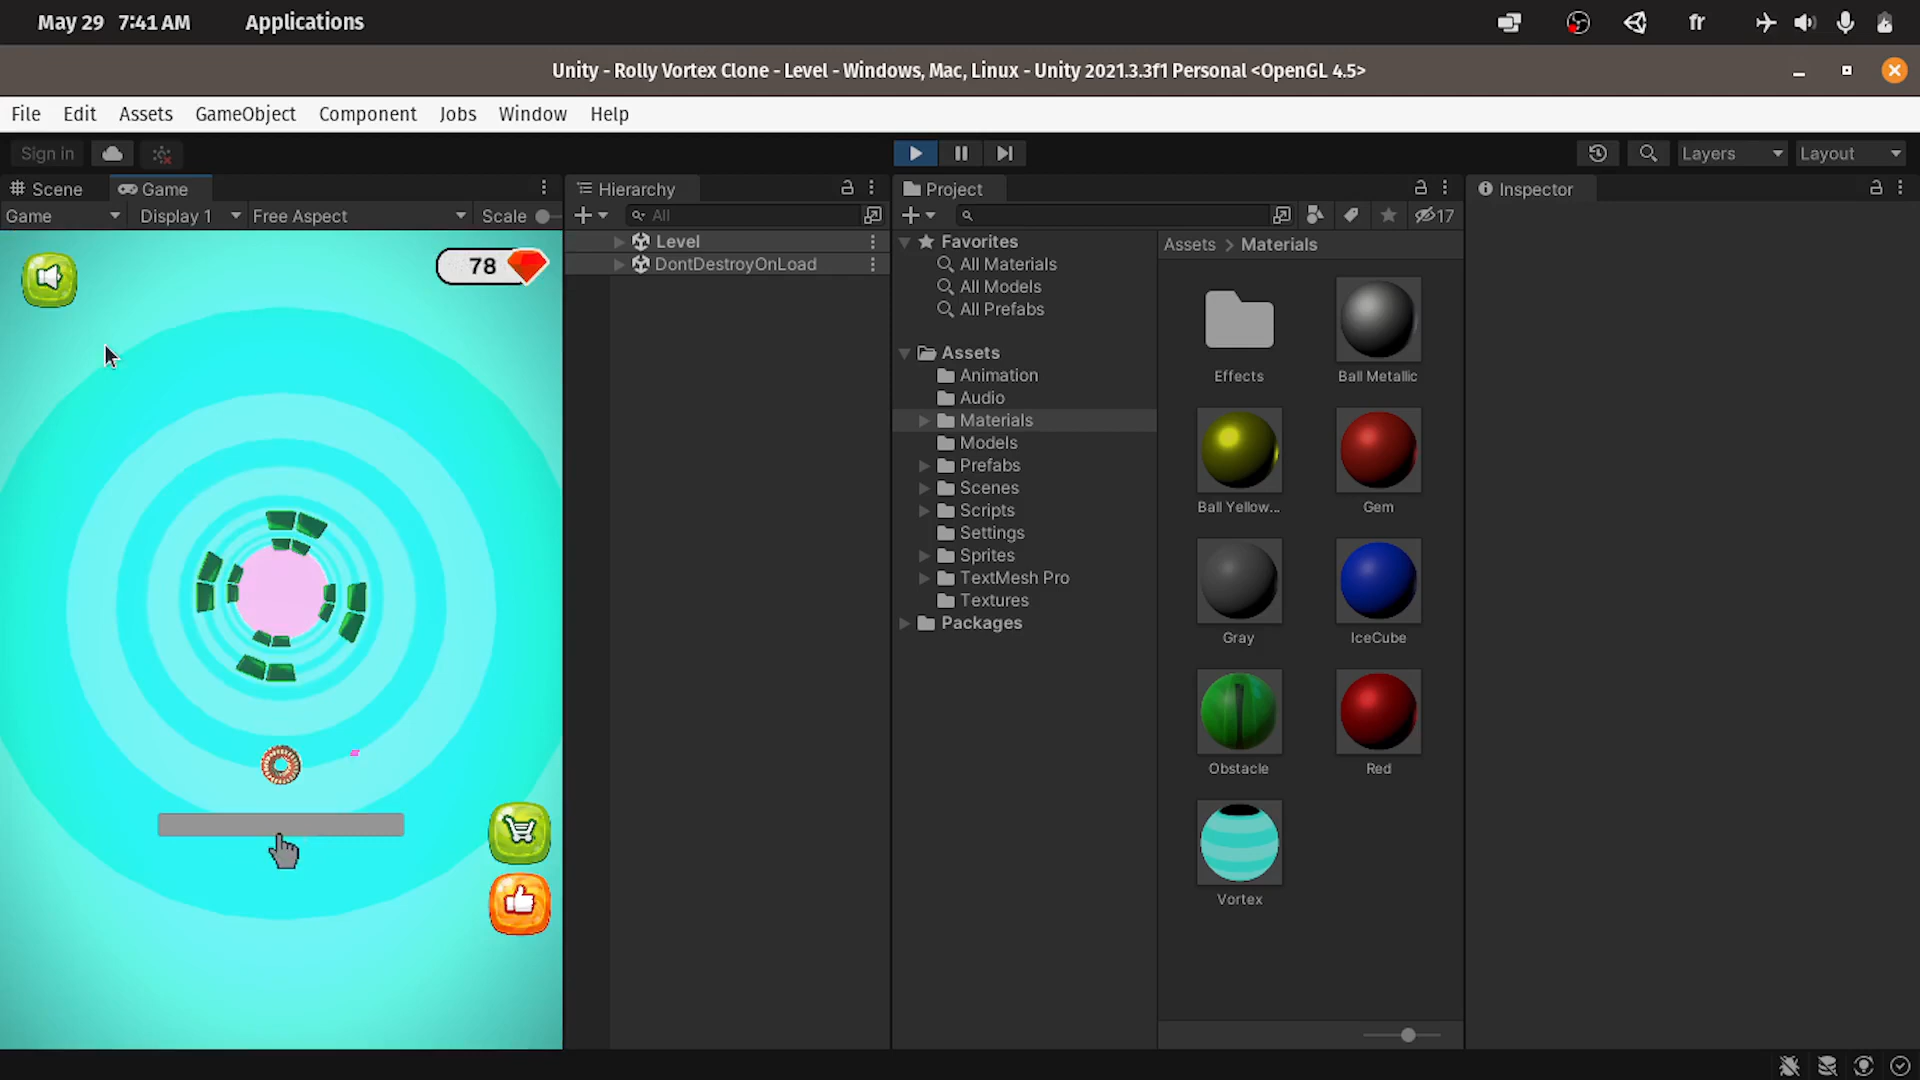 May 29 7:41 AM Applications fr
Unity - Rolly Vortex Clone - Level - Windows, Mac, Linux - Unity 2021.3.3f1 Personal <OpenGL 4.5>
File Edit Assets GameObject Component Jobs Window Help
Sign in Layers Layout
Scene Game Hierarchy Project Inspector
Game Display 1 Free Aspect Scale All 17
78
Level
DontDestroyOnLoad
Favorites
All Materials
All Models
All Prefabs
Assets
Animation
Audio
Materials
Models
Prefabs
Scenes
Scripts
Settings
Sprites
TextMesh Pro
Textures
Packages
Assets > Materials
Effects Ball Metallic
Ball Yellow... Gem
Gray IceCube
Obstacle Red
Vortex